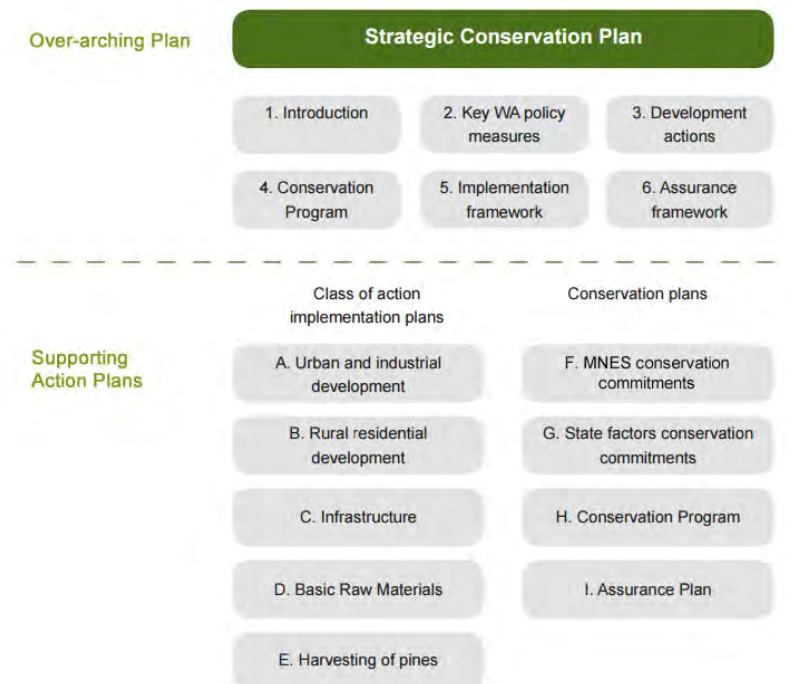 Over-arching Plan
Strategic Conservation Plan
1. Introduction
2. Key WA policy
measures
3. Development
actions
4. Conservation
Program
5. Implementation
framework
6. Assurance
framework
Class of action
implementation plans
Conservation plans
Supporting
Action Plans
A. Urban and industrial
development
F. MNES conservation
commitments
B. Rural residential
development
G. State factors conservation
commitments
C. Infrastructure
H. Conservation Program
D. Basic Raw Materials
I. Assurance Plan
E. Harvesting of pines